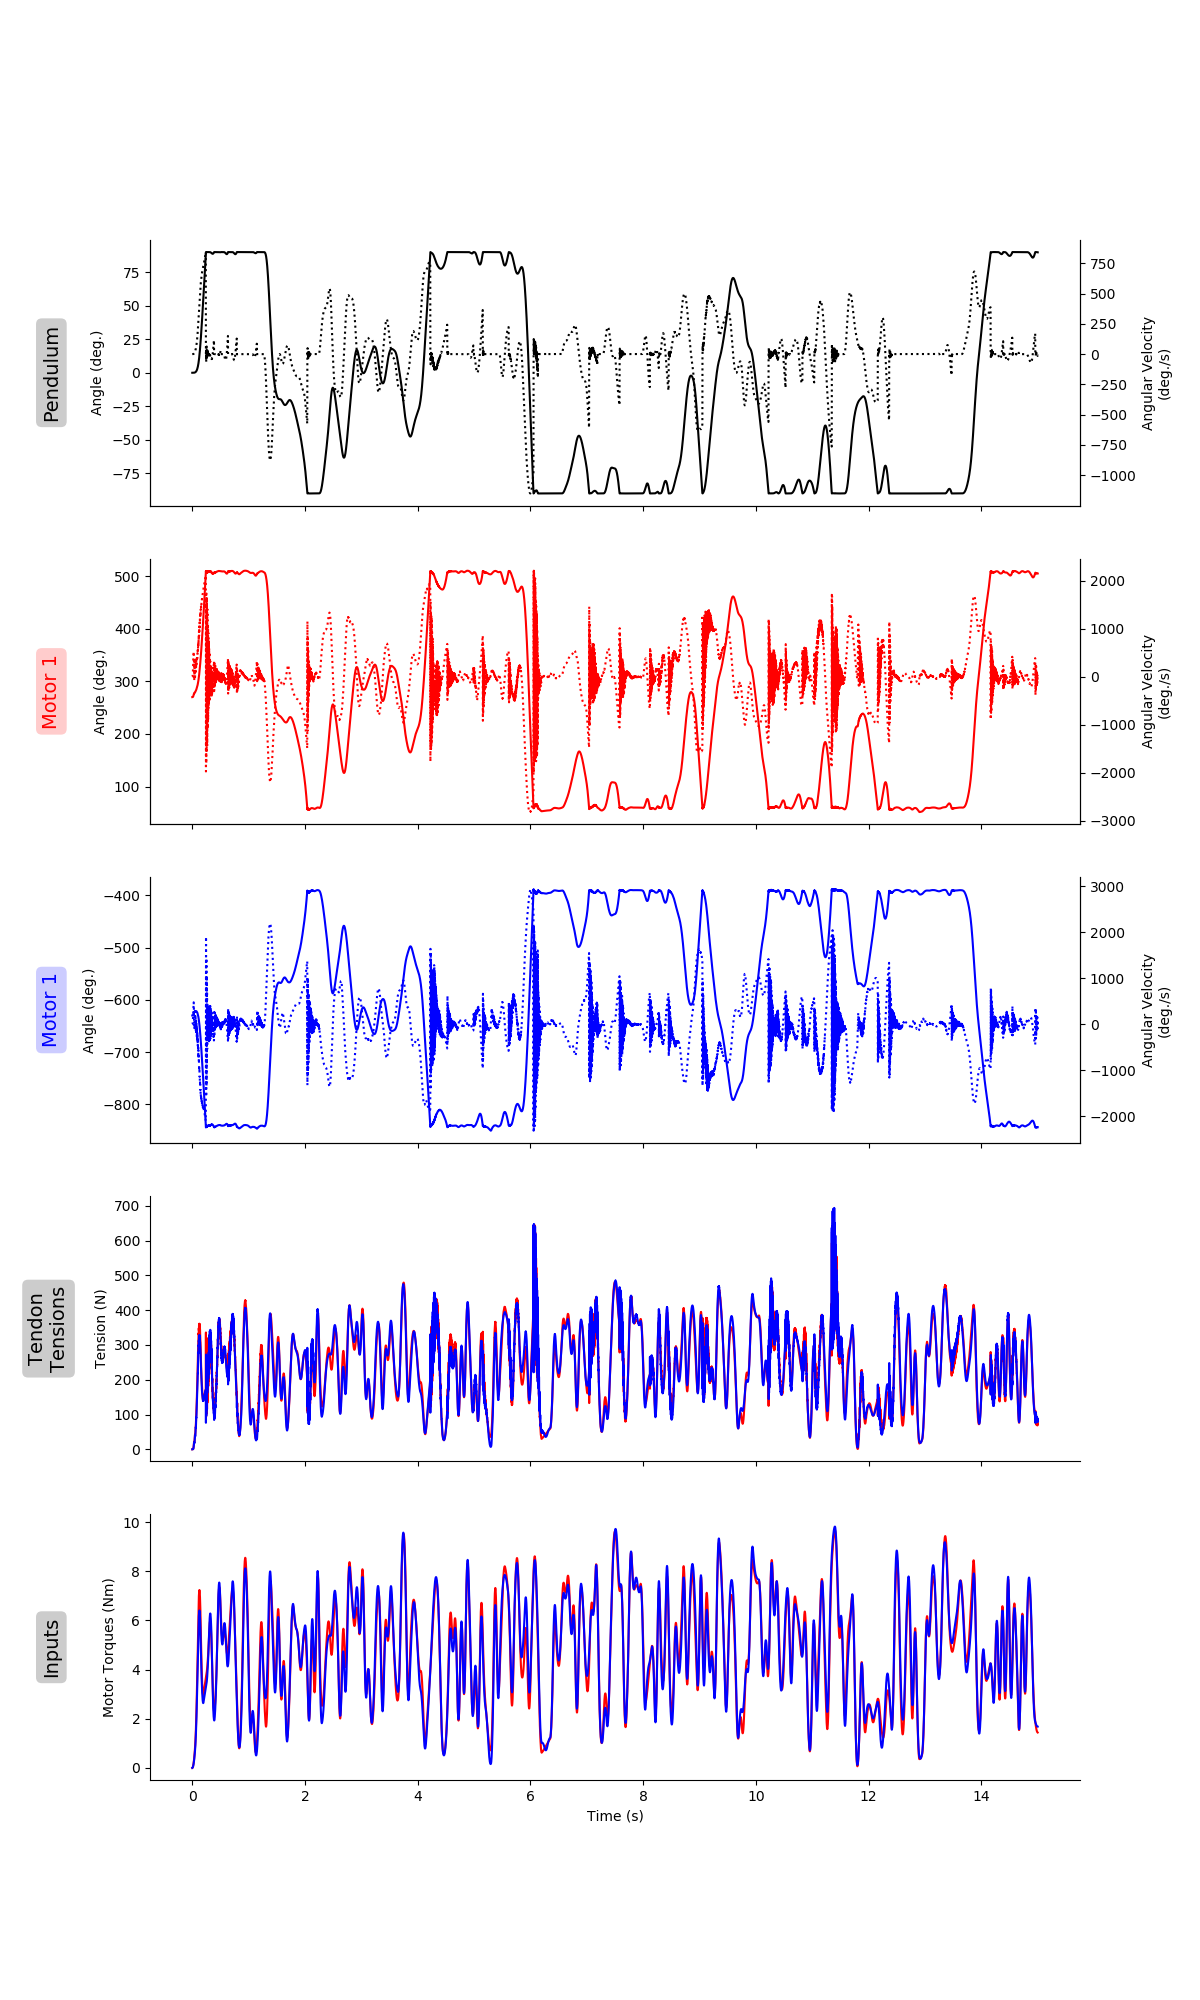 Pendulum
Angle (deg.)
75
50
25
0
−25
−50
−75
750
500
250
0
−250
−500
−750
−1000
Angular Velocity
(deg./s)
Motor 1
Angle (deg.)
500
400
300
200
100
2000
1000
0
−1000
−2000
−3000
Angular Velocity
(deg./s)
Motor 1
Angle (deg.)
−400
−500
−600
−700
−800
3000
2000
1000
0
−1000
−2000
Angular Velocity
(deg./s)
Tendon
Tensions
Tension (N)
700
600
500
400
300
200
100
0
Inputs
Motor Torques (Nm)
10
8
6
4
2
0
0 2 4 6 8 10 12 14
Time (s)